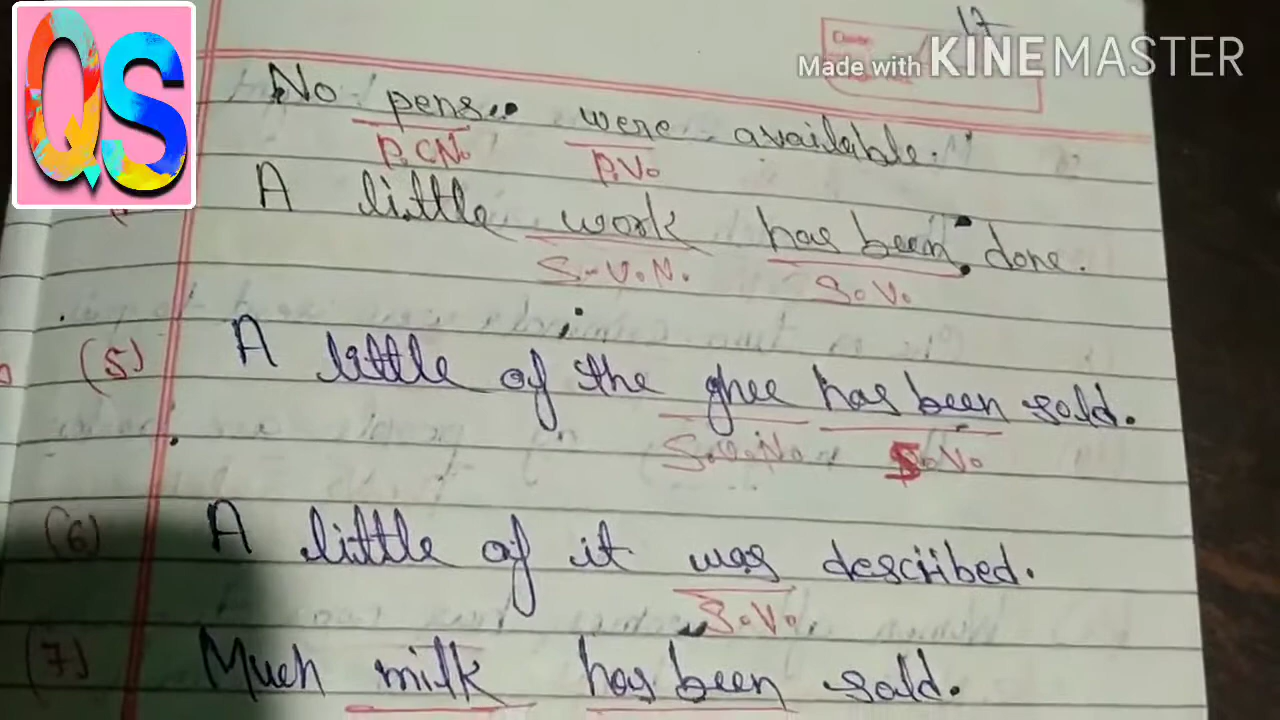 QS
17
Made with KINEMASTER
No pens were available.
P.C.N. P.V.
A little work has been done.
S.U.N. S.V.
(5) A little of the ghee has been sold.
S.U.N. S.V.
(6) A little of it was described.
S.V.
(7) Much milk has been sold.